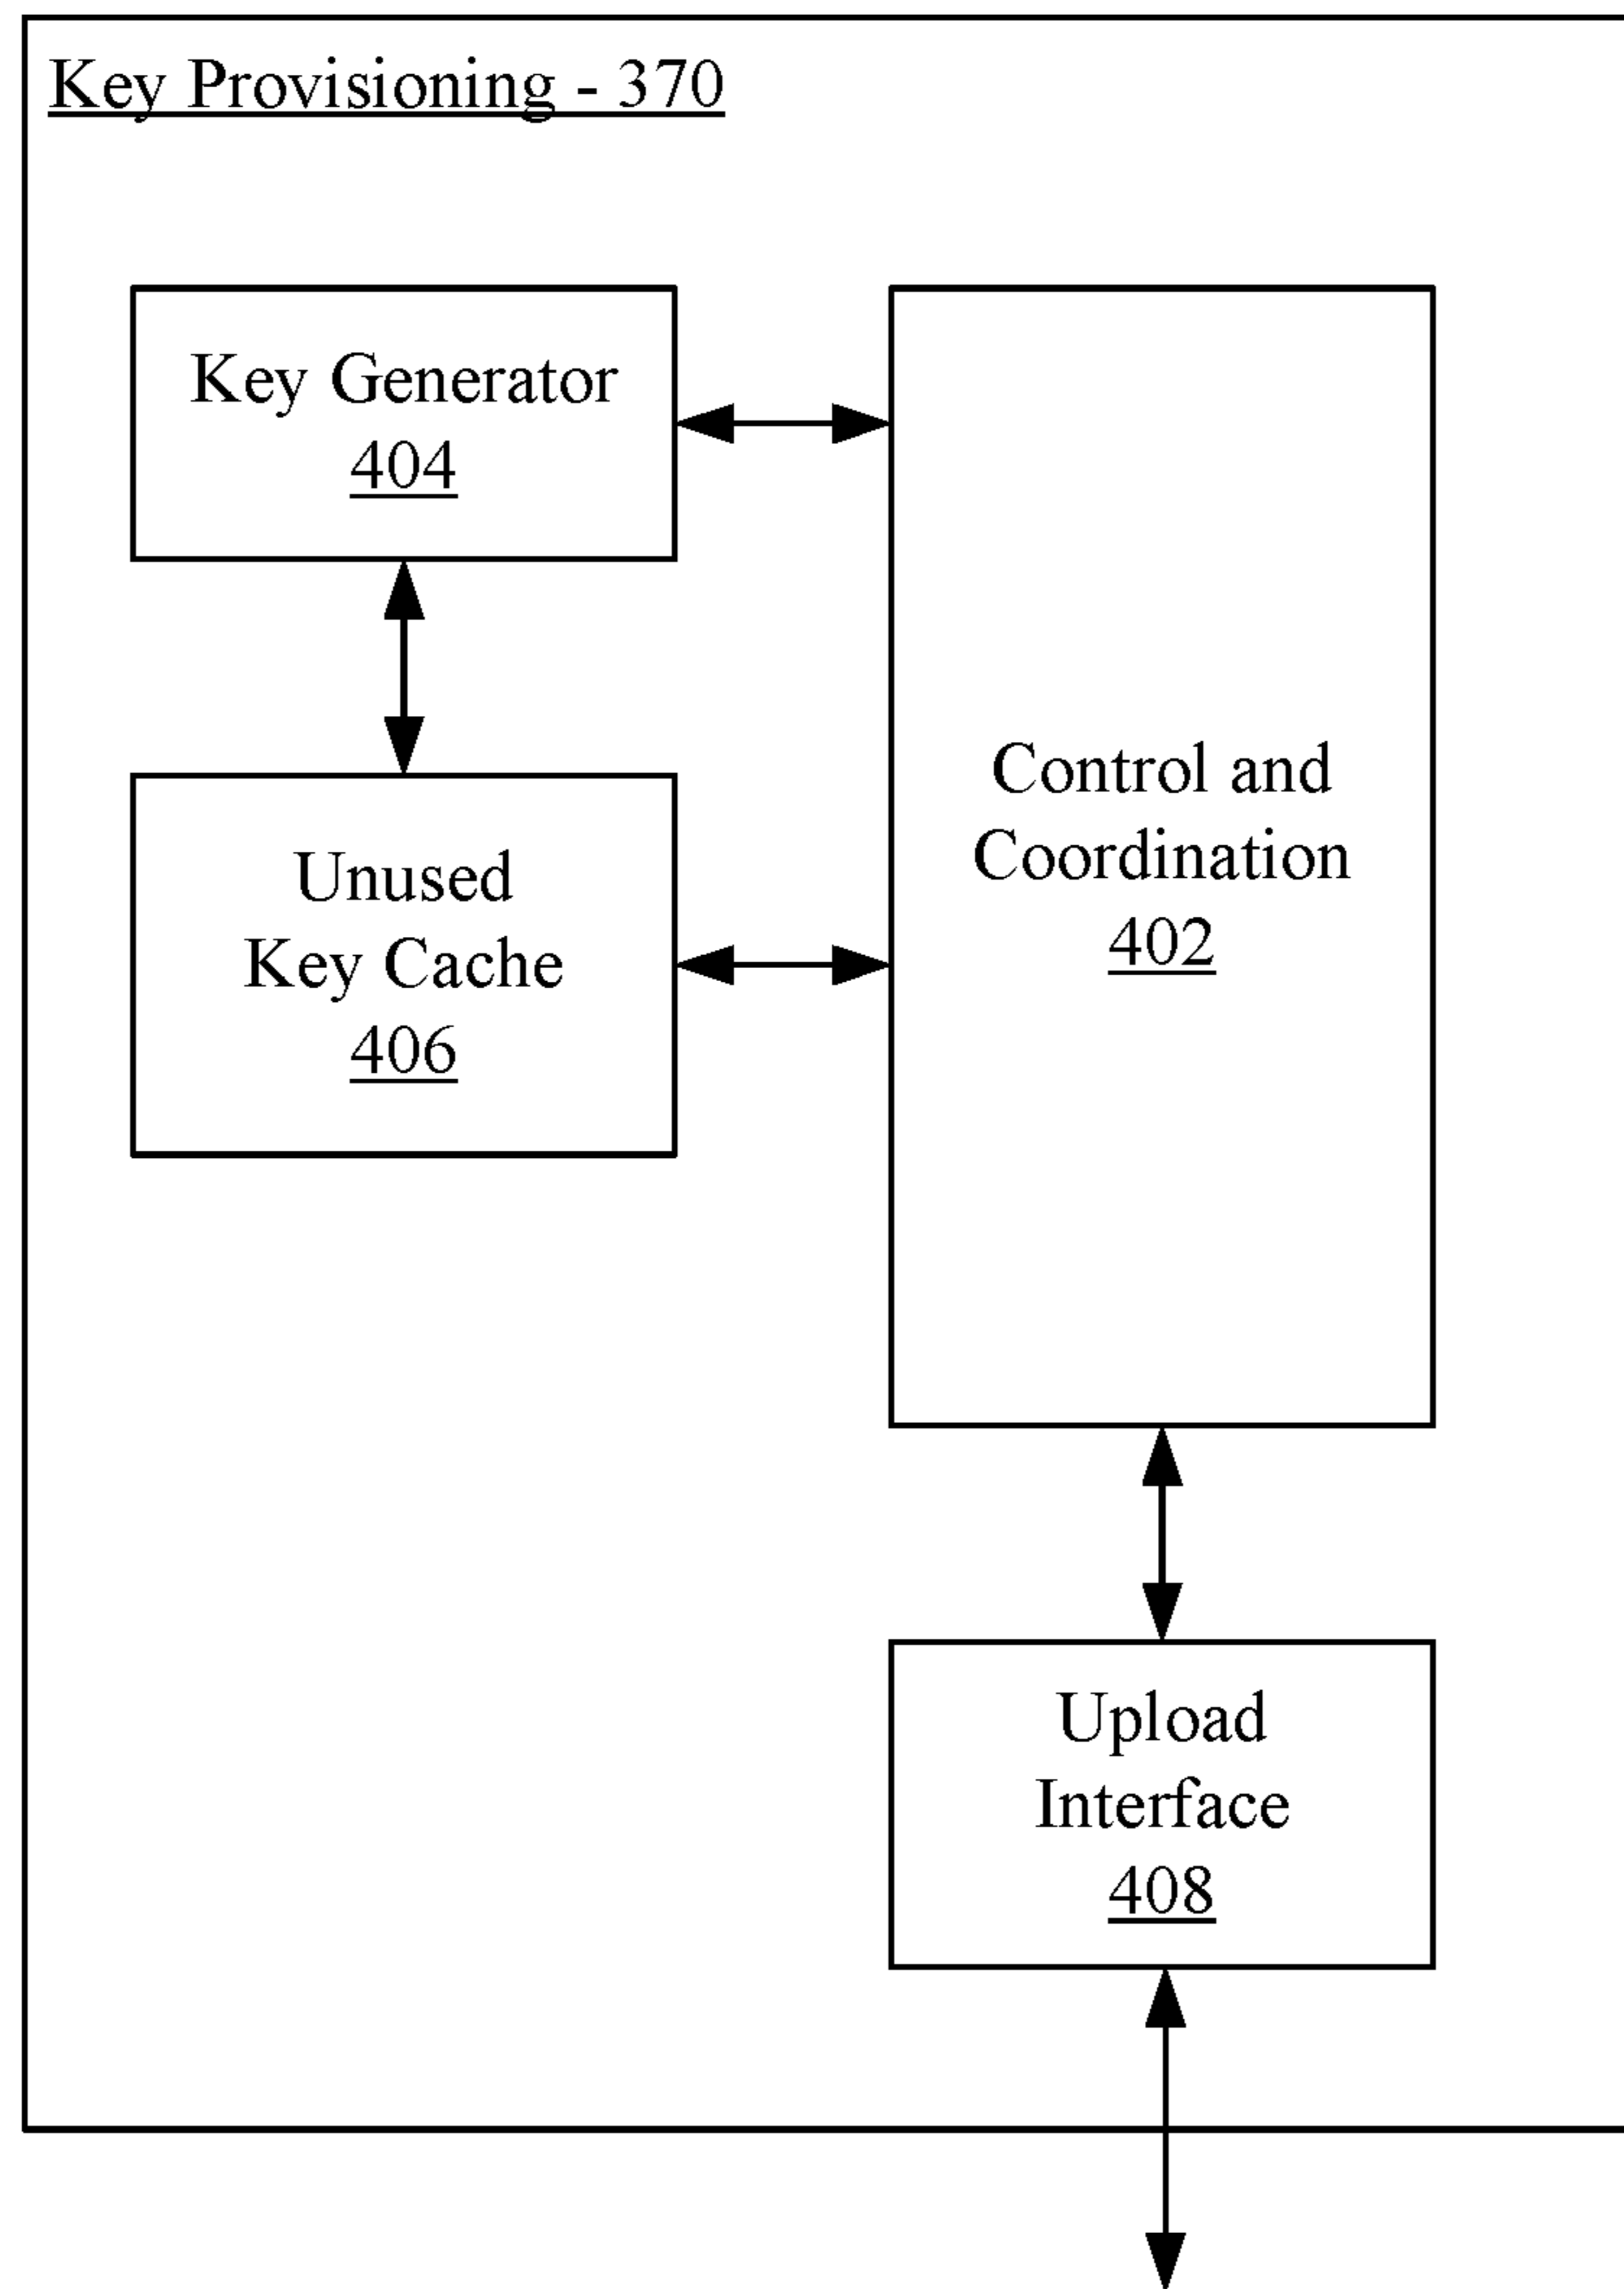 Key Provisioning - 370
Key Generator
404
Unused
Key Cache
406
Control and
Coordination
402
Upload
Interface
408